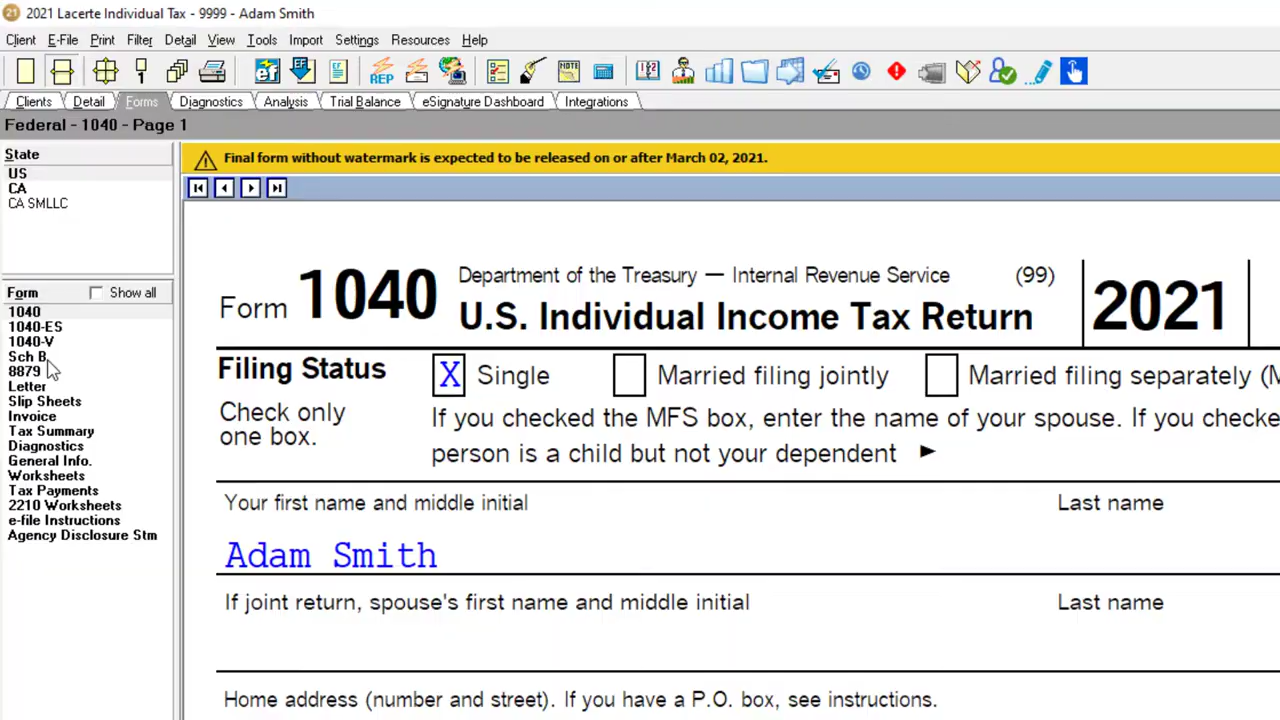 2021 Lacerte Individual Tax - 9999 - Adam Smith
Client E-File Print Filter Detail View Tools Import Settings Resources Help
Clients Detail Forms Diagnostics Analysis Trial Balance eSignature Dashboard Integrations
Federal - 1040 - Page 1
State
US
CA
CA SMLLC
Form Show all
1040
1040-ES
1040-V
Sch B
8879
Letter
Slip Sheets
Invoice
Tax Summary
Diagnostics
General Info.
Worksheets
Tax Payments
2210 Worksheets
e-file Instructions
Agency Disclosure Stm
Final form without watermark is expected to be released on or after March 02, 2021.
Form 1040 Department of the Treasury — Internal Revenue Service (99)
U.S. Individual Income Tax Return 2021
Filing Status X Single Married filing jointly Married filing separately (
Check only
one box.
If you checked the MFS box, enter the name of your spouse. If you checke
person is a child but not your dependent ►
Your first name and middle initial Last name
Adam Smith
If joint return, spouse's first name and middle initial Last name
Home address (number and street). If you have a P.O. box, see instructions.